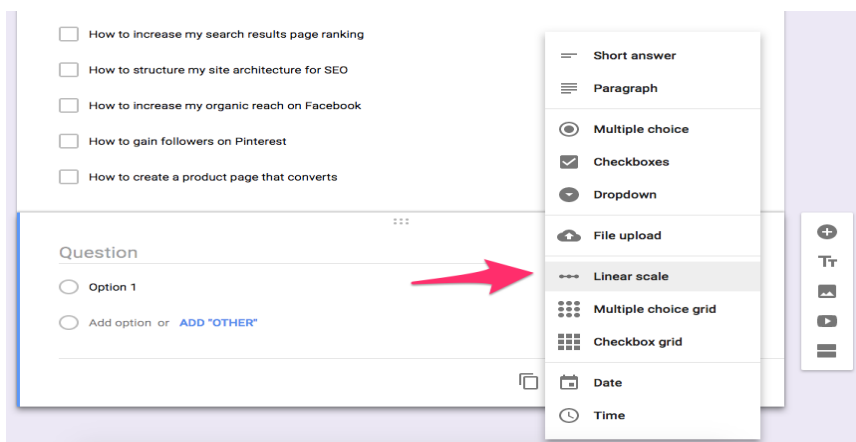 How to increase my search results page ranking
How to structure my site architecture for SEO
How to increase my organic reach on Facebook
How to gain followers on Pinterest
How to create a product page that converts
Question
Option 1
Add option or ADD "OTHER"
Short answer
Paragraph
Multiple choice
Checkboxes
Dropdown
File upload
Linear scale
Multiple choice grid
Checkbox grid
Date
Time
Tт